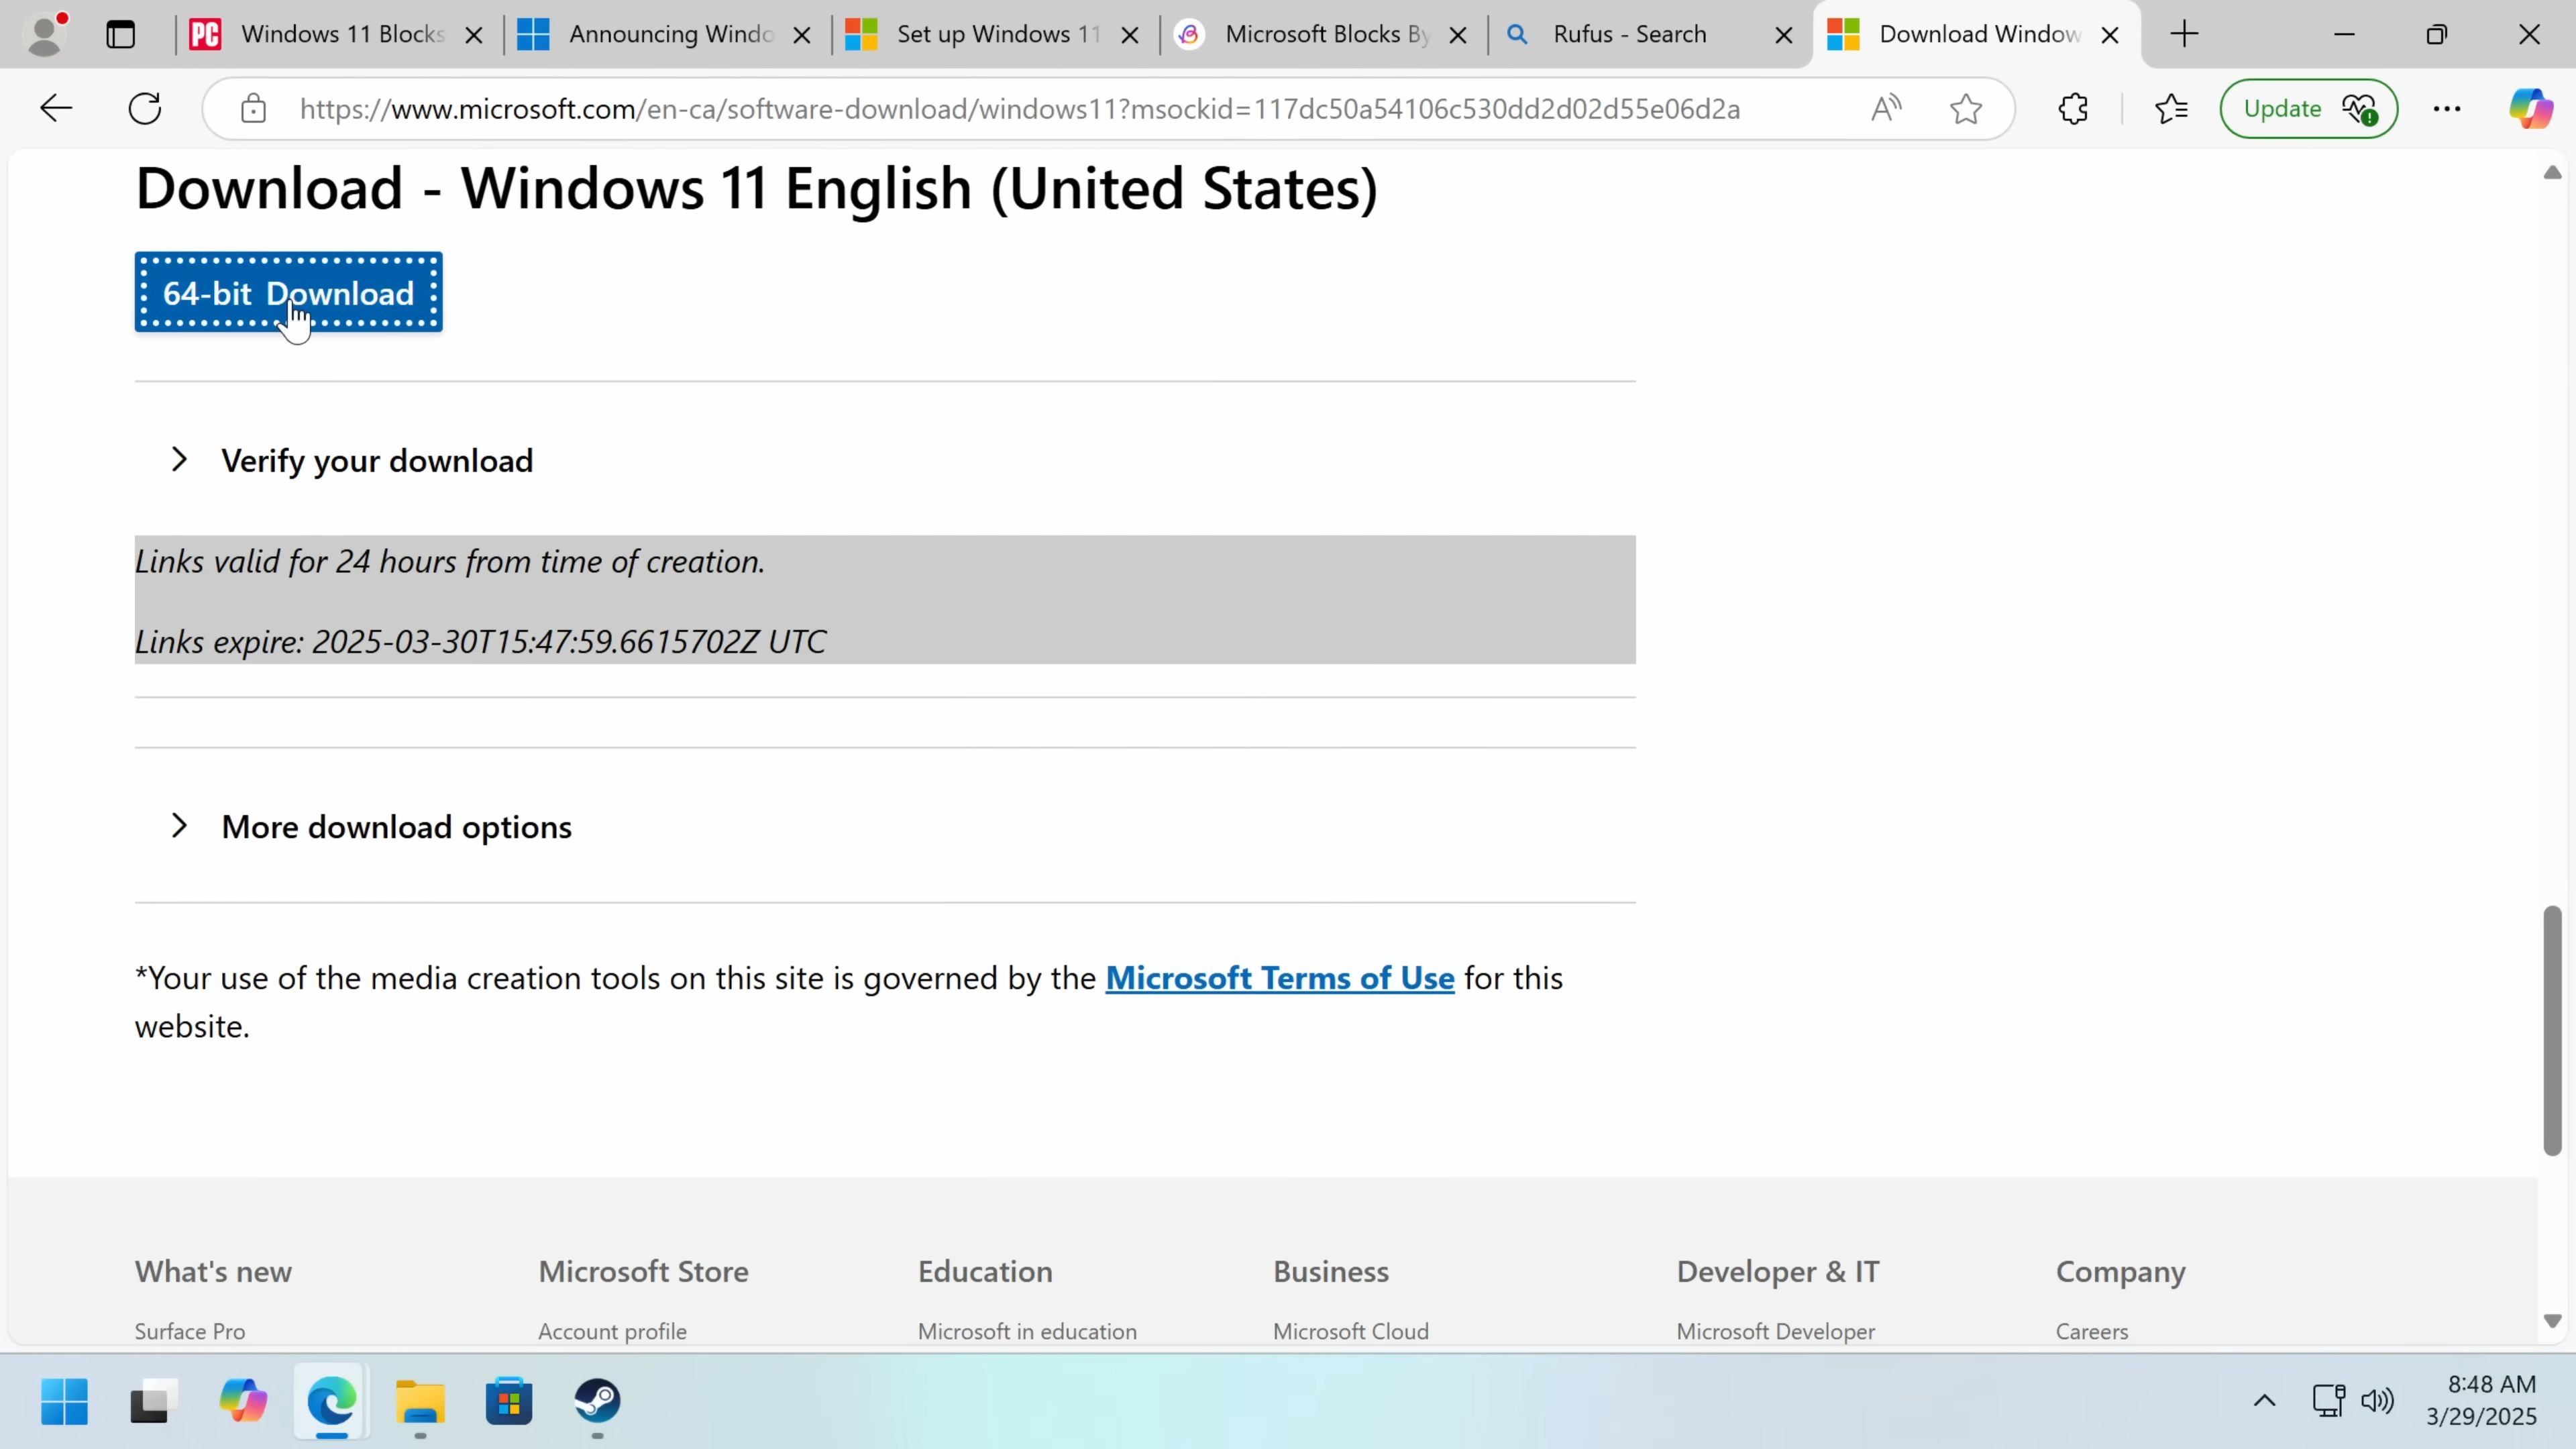 PC
Windows 11 Blocks
Announcing Windo
Set up Windows 11
Microsoft Blocks By
Rufus - Search
Download Window
https://www.microsoft.com/en-ca/software-download/windows11?msockid=117dc50a54106c530dd2d02d55e06d2a
Update
Download - Windows 11 English (United States)
64-bit Download
Verify your download
Links valid for 24 hours from time of creation.
Links expire: 2025-03-30T15:47:59.6615702Z UTC
More download options
*Your use of the media creation tools on this site is governed by the Microsoft Terms of Use for this
website.
What's new
Microsoft Store
Education
Business
Developer & IT
Company
Surface Pro
Account profile
Microsoft in education
Microsoft Cloud
Microsoft Developer
Careers
8:48 AM
3/29/2025